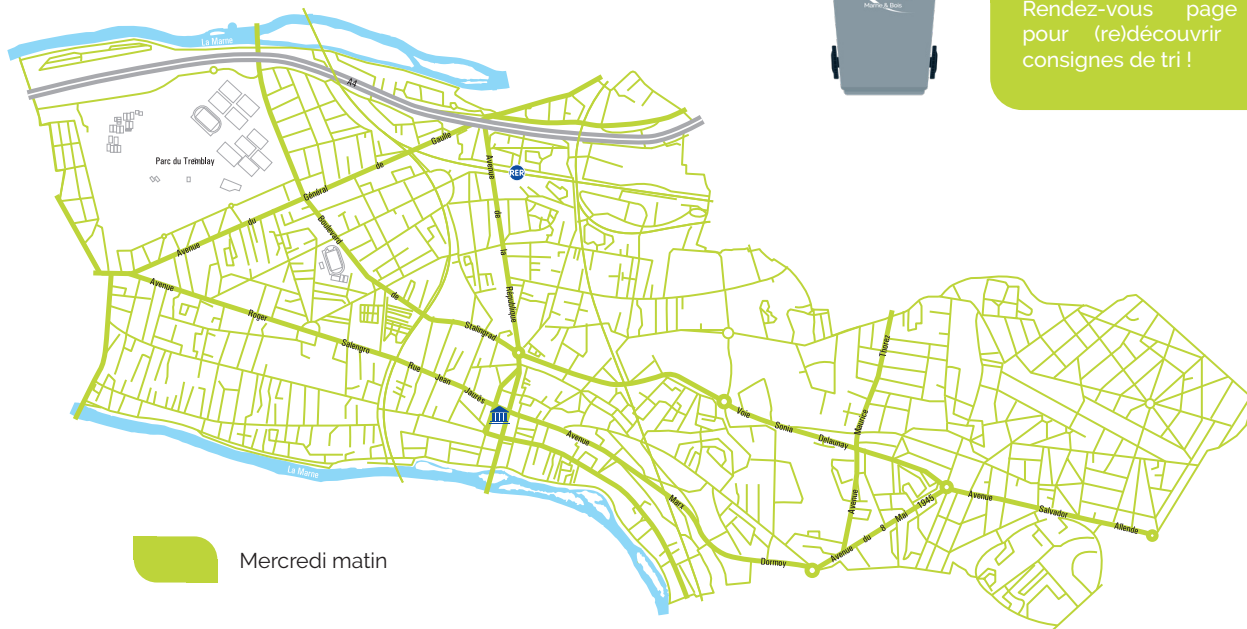 Marne & Bois
Rendez-vous page
pour (re)découvrir
consignes de tri !
La Marne
A4
Parc du Tremblay
RER
Avenue du Général de Gaulle
Avenue de la République
Boulevard de Stalingrad
Avenue Roger Salengro
Rue Jean Jaurès
Avenue Marx Dormoy
Voie Sonia Delaunay
Avenue Maurice Thorez
Avenue du 8 Mai 1945
Avenue Salvador Allende
La Marne
Mercredi matin